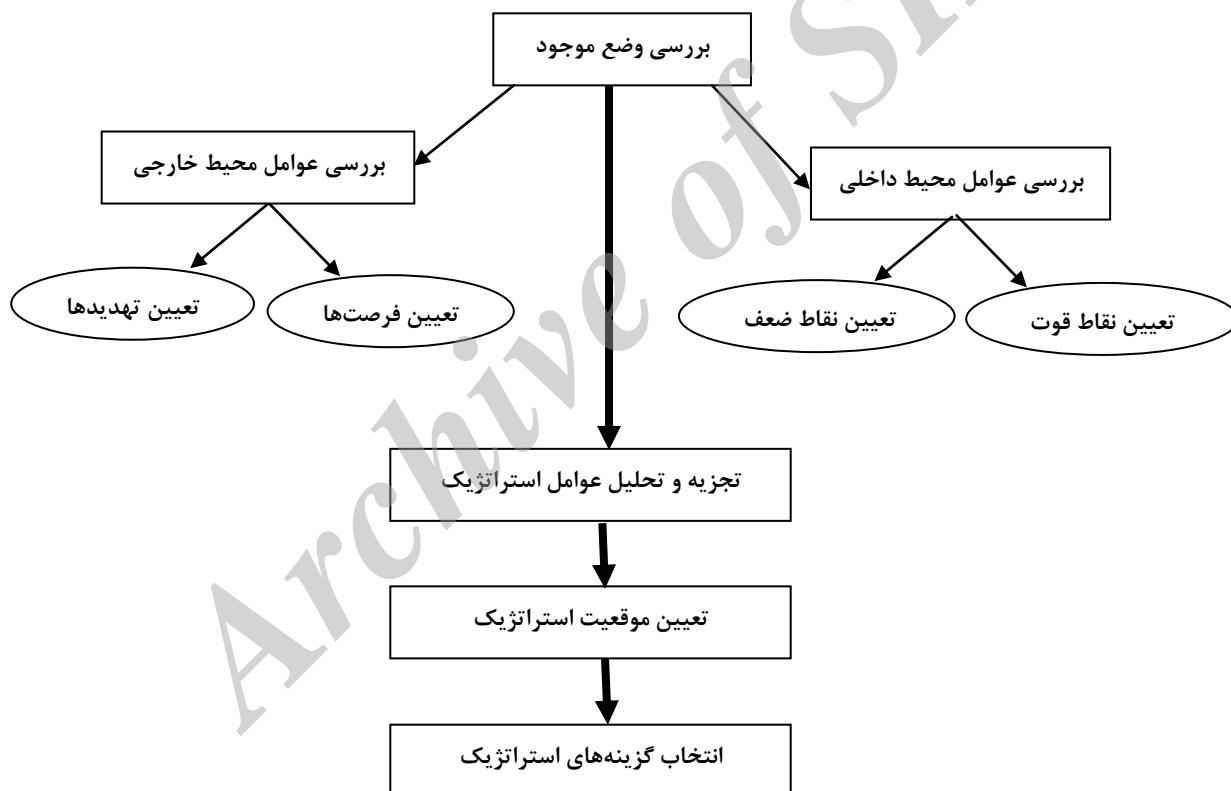 بررسی وضع موجود
بررسی عوامل محیط داخلی
بررسی عوامل محیط خارجی
تعیین نقاط قوت
تعیین نقاط ضعف
تعیین فرصت‌ها
تعیین تهدیدها
تجزیه و تحلیل عوامل استراتژیک
تعیین موقعیت استراتژیک
انتخاب گزینه‌های استراتژیک
Archive of